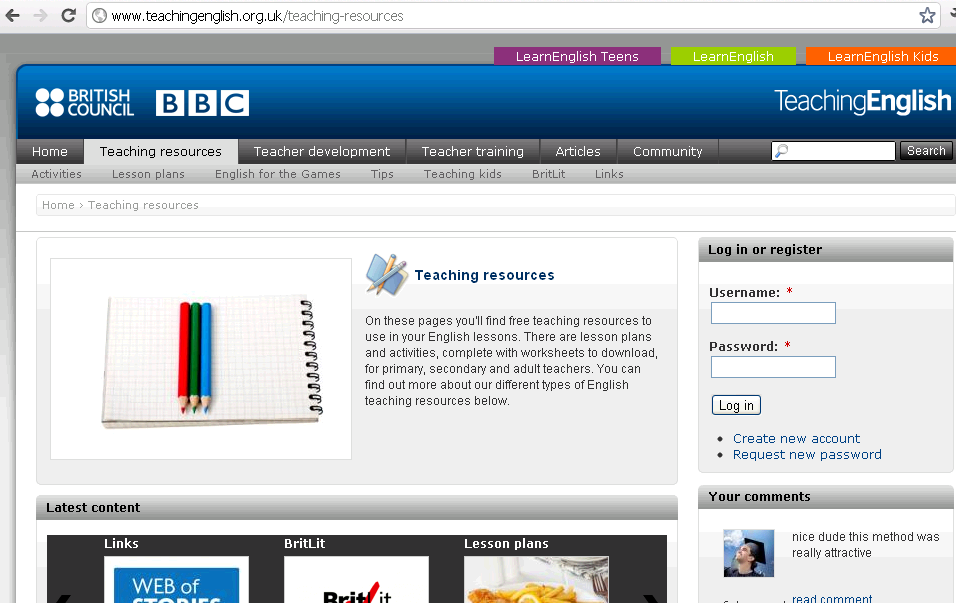 www.teachingenglish.org.uk/teaching-resources
LearnEnglish Teens
LearnEnglish
LearnEnglish Kids
BRITISH
COUNCIL
BBC
TeachingEnglish
Home
Teaching resources
Teacher development
Teacher training
Articles
Community
Search
Activities
Lesson plans
English for the Games
Tips
Teaching kids
BritLit
Links
Home › Teaching resources
Teaching resources
On these pages you'll find free teaching resources to
use in your English lessons. There are lesson plans
and activities, complete with worksheets to download,
for primary, secondary and adult teachers. You can
find out more about our different types of English
teaching resources below.
Log in or register
Username: *
Password: *
Log in
Create new account
Request new password
Latest content
Links
BritLit
Lesson plans
WEB of
STORIES
BritLit
Your comments
nice dude this method was
really attractive
read comment